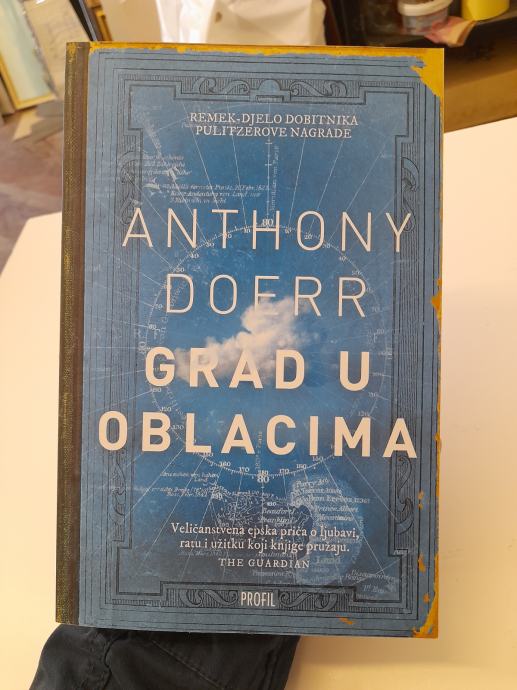 REMEK-DJELO DOBITNIKA
PULITZEROVE NAGRADE
ANTHONY
DOERR
GRAD U
OBLACIMA
Veličanstvena epska priča o ljubavi,
ratu i užitku koji knjige pružaju.
THE GUARDIAN
PROFIL